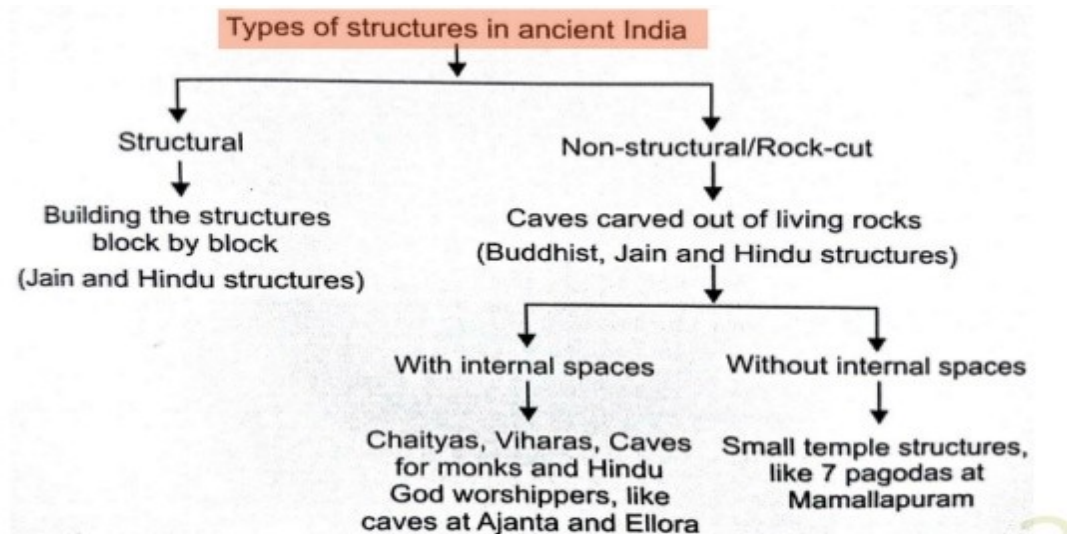 Types of structures in ancient India
Structural
Non-structural/Rock-cut
Building the structures
block by block
(Jain and Hindu structures)
Caves carved out of living rocks
(Buddhist, Jain and Hindu structures)
With internal spaces
Without internal spaces
Chaityas, Viharas, Caves
for monks and Hindu
God worshippers, like
caves at Ajanta and Ellora
Small temple structures,
like 7 pagodas at
Mamallapuram